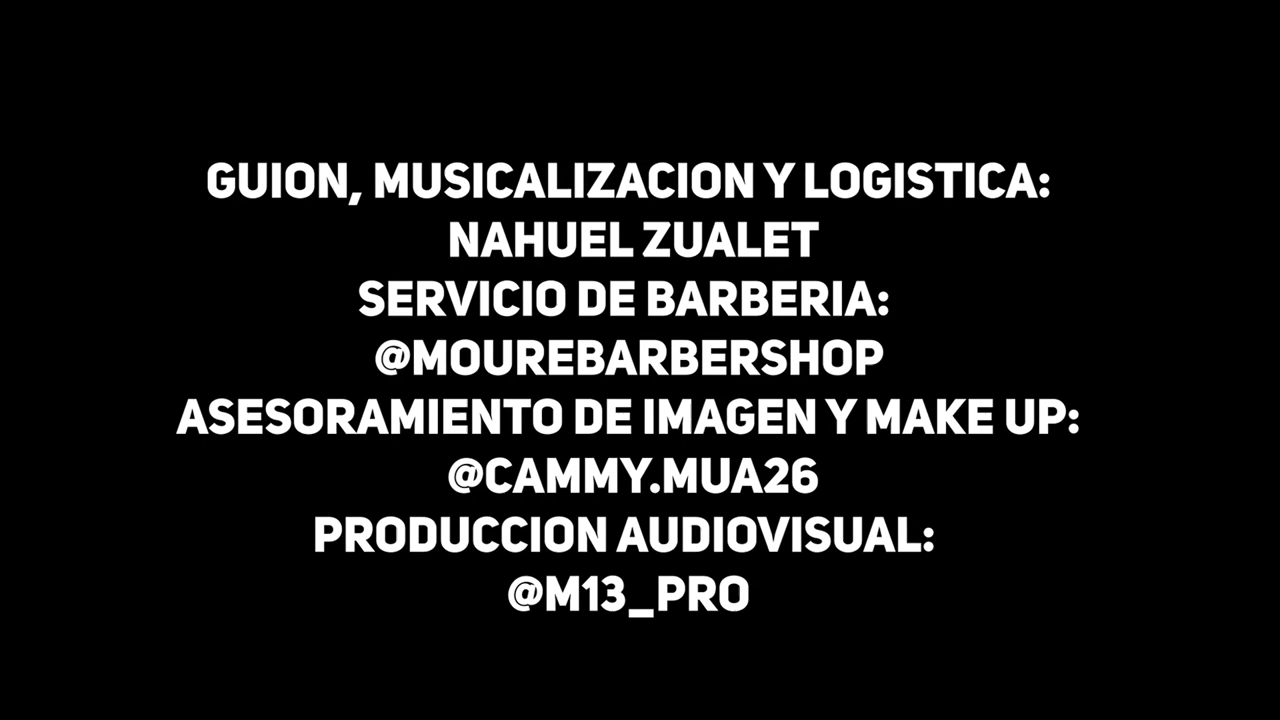 GUION, MUSICALIZACION Y LOGISTICA:
NAHUEL ZUALET
SERVICIO DE BARBERIA:
@MOUREBARBERSHOP
ASESORAMIENTO DE IMAGEN Y MAKE UP:
@CAMMY.MUA26
PRODUCCION AUDIOVISUAL:
@M13_PRO